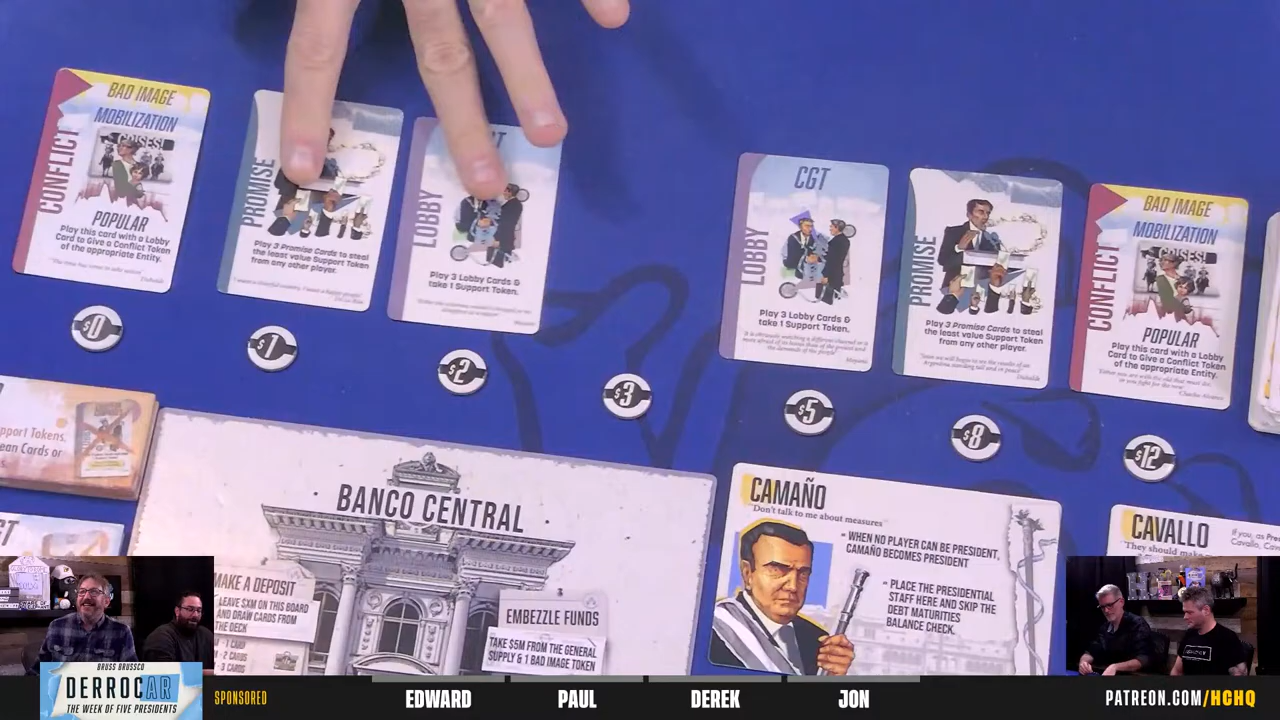 BAD IMAGE
MOBILIZATION
CRISES!
CONFLICT
POPULAR
Play this card with a Lobby
Card to Give a Conflict Token
of the appropriate Entity.
PROMISE
Play 3 Promise Cards to steal
the least value Support Token
from any other player.
LOBBY
Play 3 Lobby Cards &
take 1 Support Token.
CGT
LOBBY
Play 3 Lobby Cards &
take 1 Support Token.
PROMISE
Play 3 Promise Cards to steal
the least value Support Token
from any other player.
BAD IMAGE
MOBILIZATION
CRISES!
CONFLICT
POPULAR
Play this card with a Lobby
Card to Give a Conflict Token
of the appropriate Entity.
$0
$1
$2
$3
$5
$8
$12
BANCO CENTRAL
MAKE A DEPOSIT
LEAVE $XM ON THIS BOARD
AND DRAW CARDS FROM
THE DECK
EMBEZZLE FUNDS
TAKE $5M FROM THE GENERAL
SUPPLY & 1 BAD IMAGE TOKEN
CAMAÑO
"Don't talk to me about measures"
- WHEN NO PLAYER CAN BE PRESIDENT,
CAMAÑO BECOMES PRESIDENT
- PLACE THE PRESIDENTIAL
STAFF HERE AND SKIP THE
DEBT MATURITIES
BALANCE CHECK.
CAVALLO
BRUSS BRUSSCO
DERROCAR
THE WEEK OF FIVE PRESIDENTS
SPONSORED
EDWARD
PAUL
DEREK
JON
PATREON.COM/HCHQ